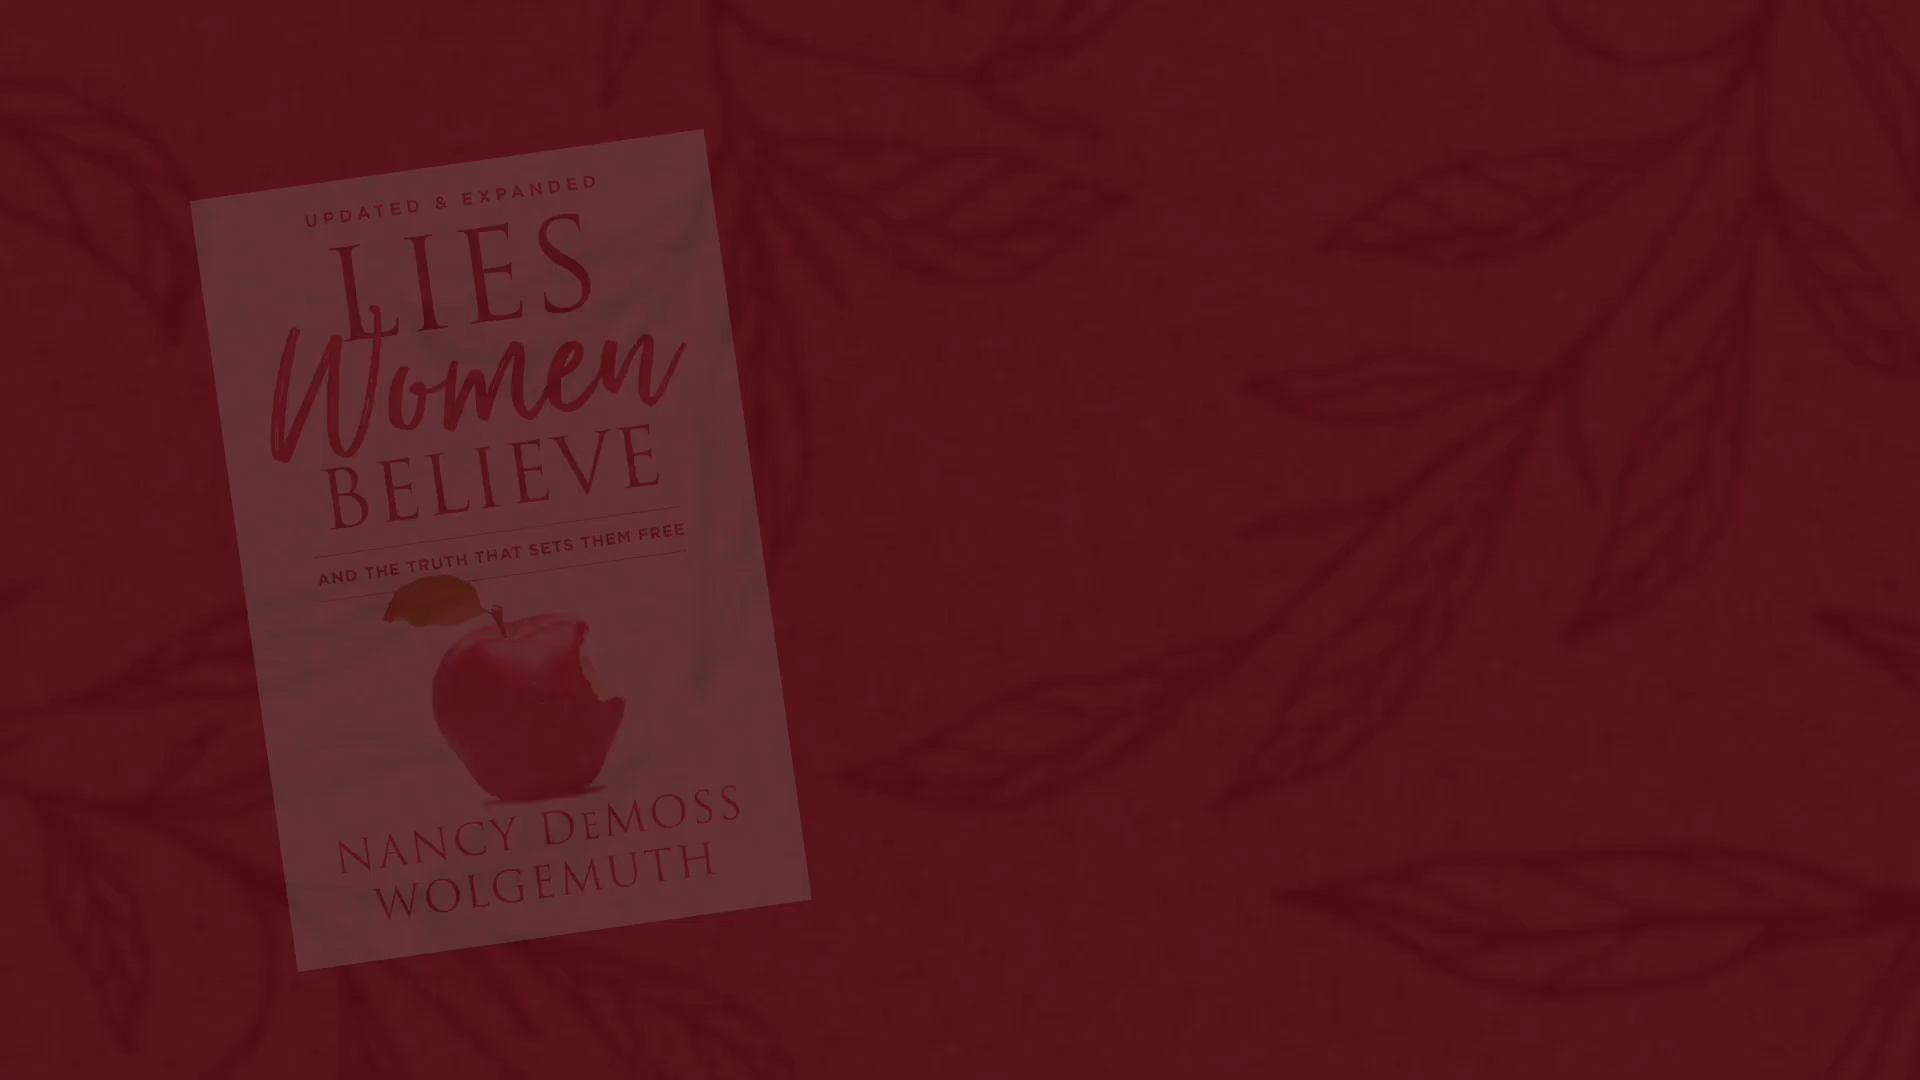 UPDATED & EXPANDED
LIES
Women
BELIEVE
AND THE TRUTH THAT SETS THEM FREE
NANCY DeMOSS
WOLGEMUTH